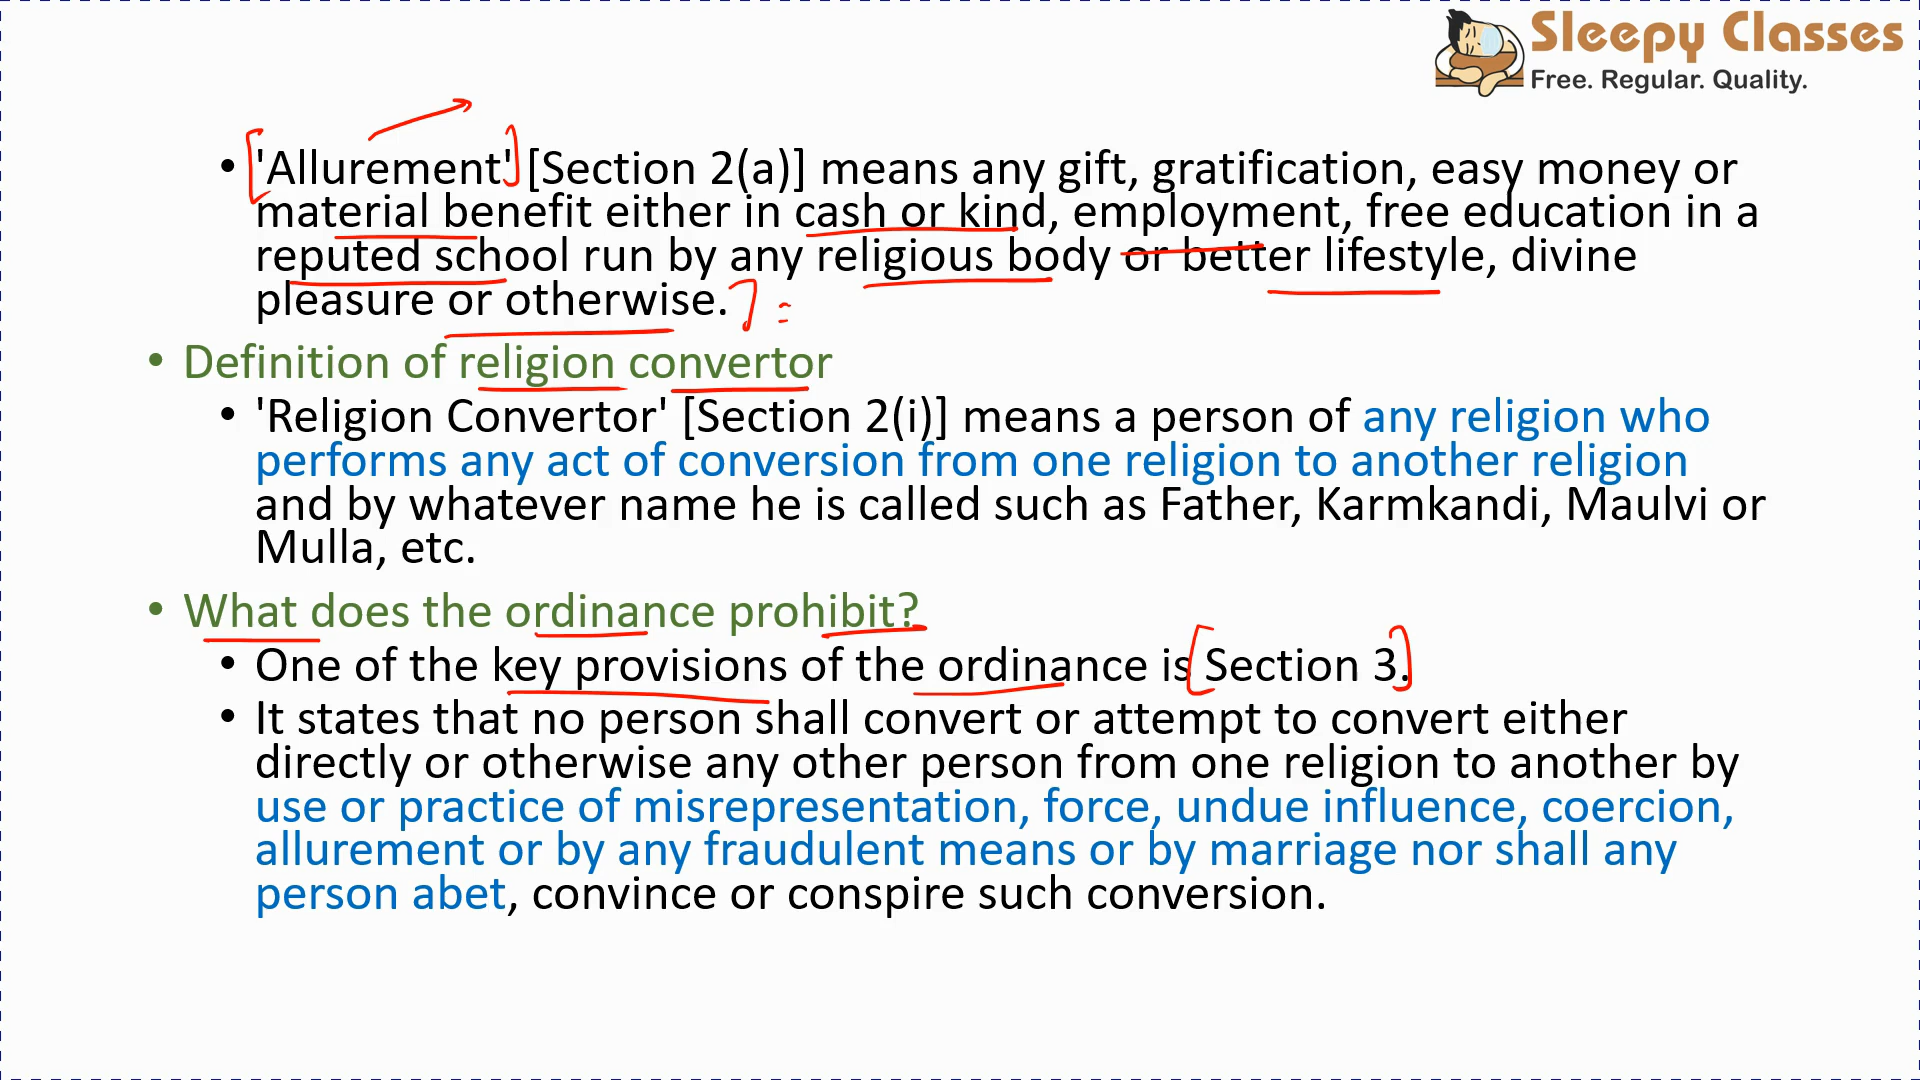 Sleepy Classes
Free. Regular. Quality.
• 'Allurement' [Section 2(a)] means any gift, gratification, easy money or
material benefit either in cash or kind, employment, free education in a
reputed school run by any religious body or better lifestyle, divine
pleasure or otherwise.
• Definition of religion convertor
• 'Religion Convertor' [Section 2(i)] means a person of any religion who
performs any act of conversion from one religion to another religion
and by whatever name he is called such as Father, Karmkandi, Maulvi or
Mulla, etc.
• What does the ordinance prohibit?
• One of the key provisions of the ordinance is Section 3.
• It states that no person shall convert or attempt to convert either
directly or otherwise any other person from one religion to another by
use or practice of misrepresentation, force, undue influence, coercion,
allurement or by any fraudulent means or by marriage nor shall any
person abet, convince or conspire such conversion.